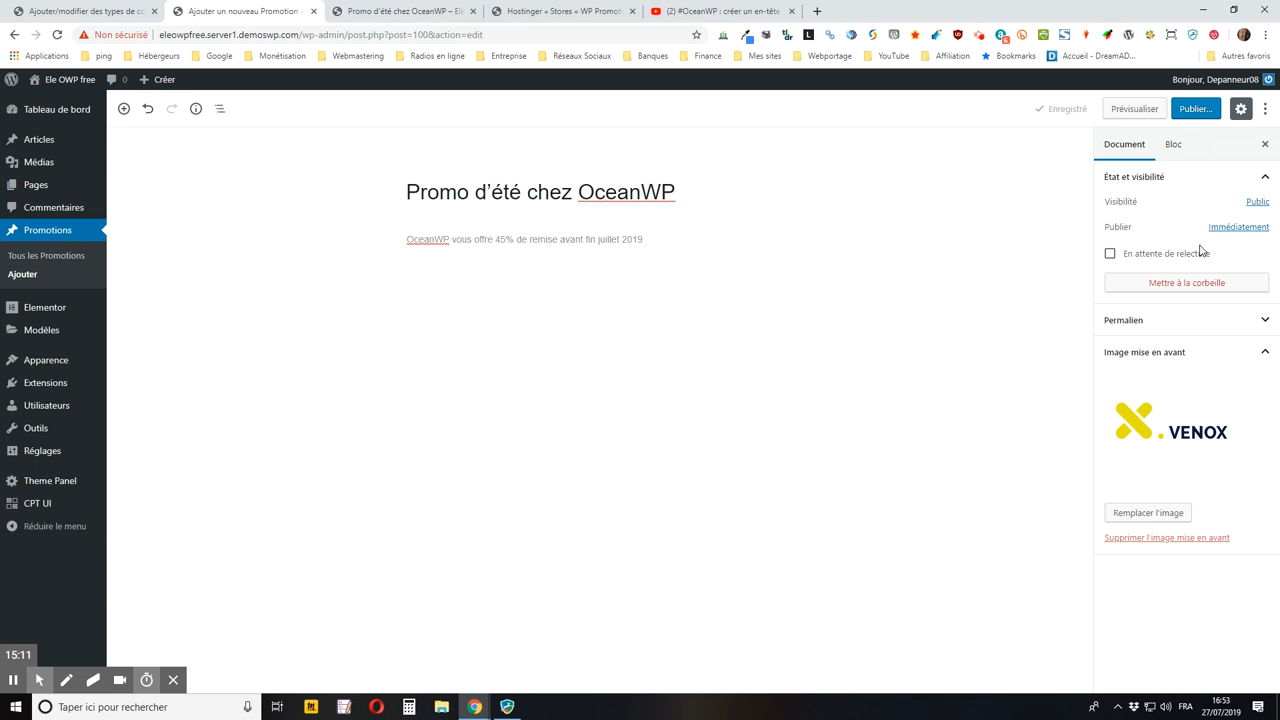 Ajouter/modifier des types de co
Ajouter un nouveau Promotion
Promo d'été chez OceanWP – Ele
Hostinger « Stores « WP Promot
(2) #OceanWP : créer un en-tête
Non sécurisé eleowpfree.server1.demoswp.com/wp-admin/post.php?post=100&action=edit
Applications ping Hébergeurs Google Monétisation Webmastering Radios en ligne Entreprise Réseaux Sociaux Banques Finance Mes sites Webportage YouTube Affiliation Bookmarks Accueil - DreamAD... Autres favoris
Ele OWP free 0 Créer Bonjour, Depanneur08
Tableau de bord
Articles
Médias
Pages
Commentaires
Promotions
Tous les Promotions
Ajouter
Elementor
Modèles
Apparence
Extensions
Utilisateurs
Outils
Réglages
Theme Panel
CPT UI
Réduire le menu
Enregistré Prévisualiser Publier...
Promo d'été chez OceanWP
OceanWP vous offre 45% de remise avant fin juillet 2019
Document Bloc
État et visibilité
Visibilité Public
Publier Immédiatement
En attente de relecture
Mettre à la corbeille
Permalien
Image mise en avant
VENOX
Remplacer l'image
Supprimer l'image mise en avant
15:11
Taper ici pour rechercher
FRA
16:53
27/07/2019